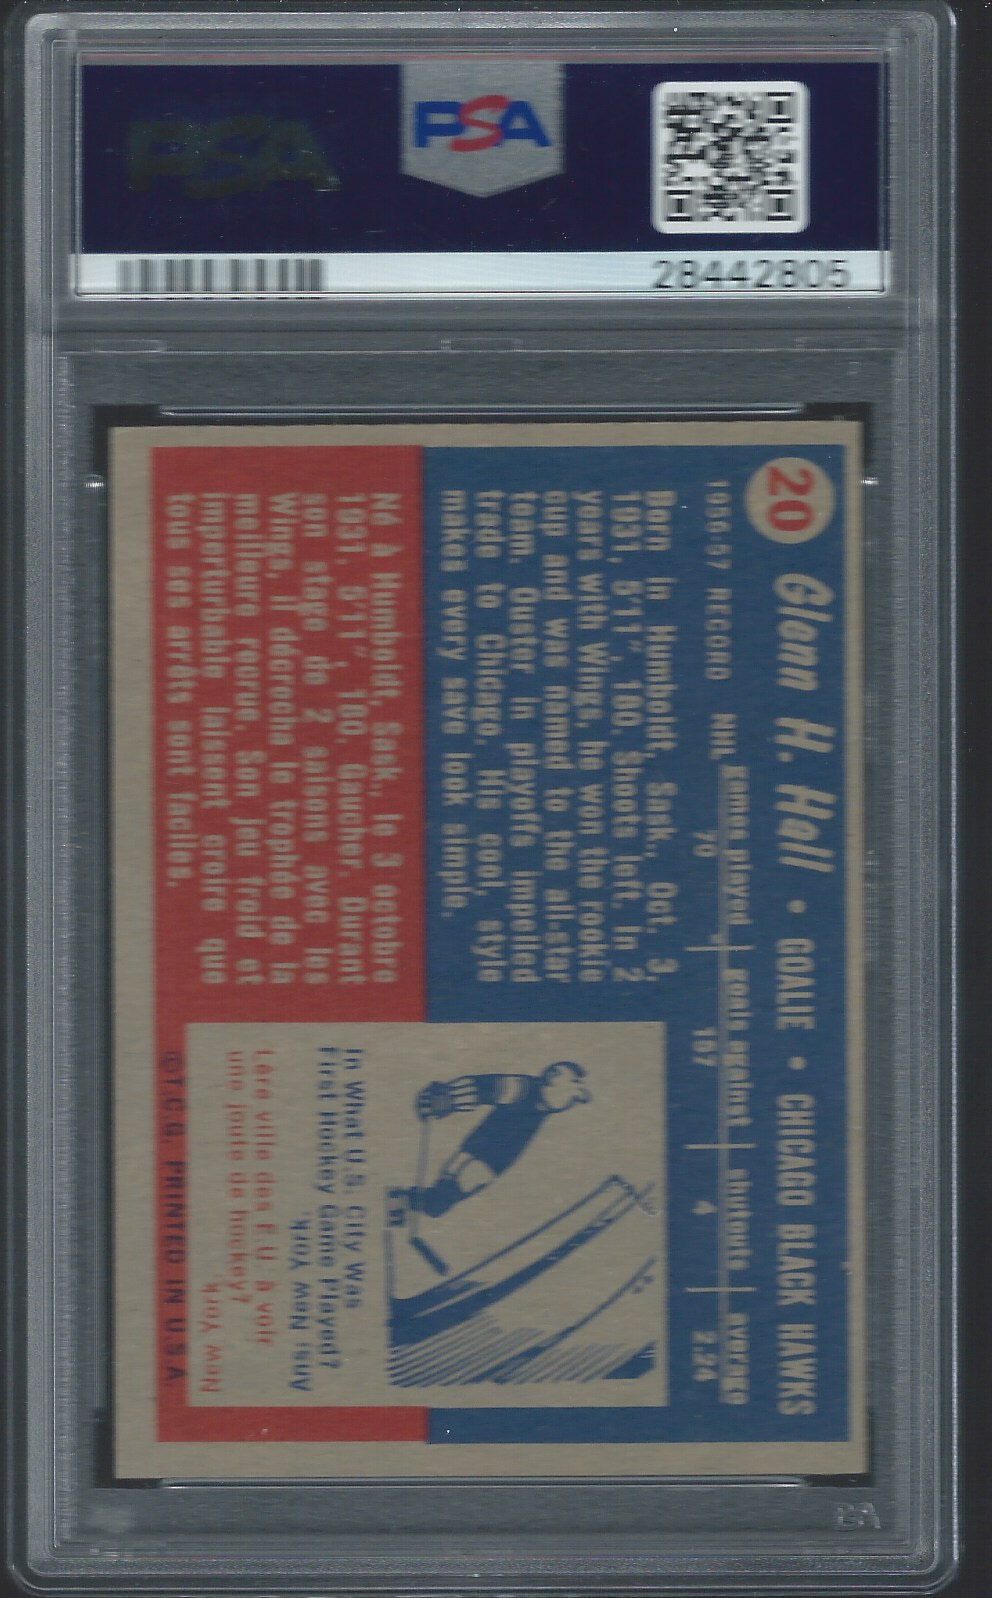 PSA
PSA
28442805
20 Glenn H. Hall • GOALIE • CHICAGO BLACK HAWKS
1956-57 RECORD NHL games played goals against shutouts average
70 157 4 2.24
Born in Humboldt, Sask., Oct. 3,
1931, 5'11", 180, Shoots left. In 2
years with Wings, he won the rookie
cup and was named to the all-star
team. Ouster in playoffs impelled
trade to Chicago. His cool, style
makes every save look simple.
Né à Humboldt, Sask., le 3 octobre
1931, 5'11", 180, Gaucher. Durant
son stage de 2 saisons avec les
Wings, il décrocha le trophée de la
meilleure recrue. Son jeu froid et
imperturbable laissent croire que
tous ses arrêts sont faciles.
In What U.S. City Was
First Hockey Game Played?
Ans New York.
1ère ville des É. U. à voir
une joute de hockey?
New York.
©T.C.G. PRINTED IN U.S.A.